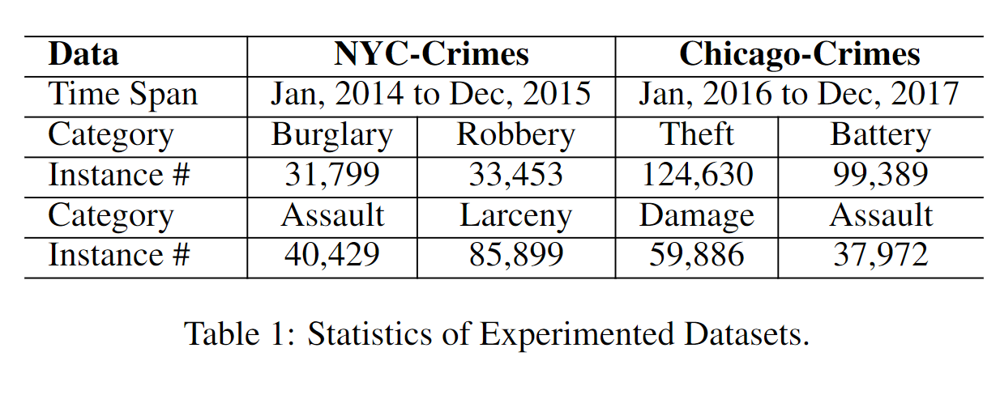 Data NYC-Crimes Chicago-Crimes
Time Span Jan, 2014 to Dec, 2015 Jan, 2016 to Dec, 2017
Category Burglary Robbery Theft Battery
Instance # 31,799 33,453 124,630 99,389
Category Assault Larceny Damage Assault
Instance # 40,429 85,899 59,886 37,972
Table 1: Statistics of Experimented Datasets.